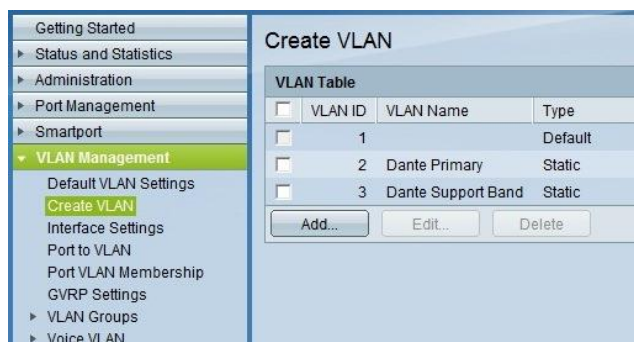 Getting Started
Status and Statistics
Administration
Port Management
Smartport
VLAN Management
Default VLAN Settings
Create VLAN
Interface Settings
Port to VLAN
Port VLAN Membership
GVRP Settings
VLAN Groups
Voice VLAN
Create VLAN
VLAN Table
VLAN ID VLAN Name Type
1 Default
2 Dante Primary Static
3 Dante Support Band Static
Add... Edit... Delete